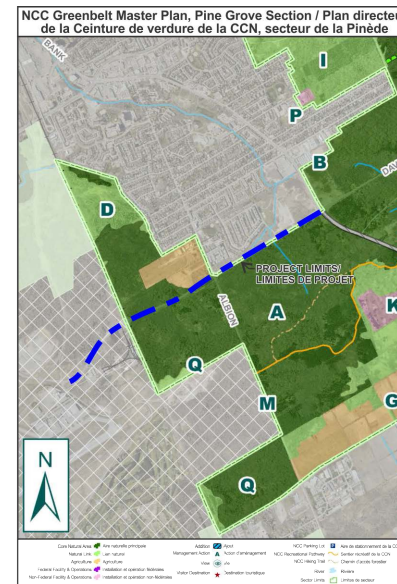 NCC Greenbelt Master Plan, Pine Grove Section / Plan directeu
de la Ceinture de verdure de la CCN, secteur de la Pinède
BANK
I
P
B
DAV
D
PROJECT LIMITS/
LIMITES DE PROJET
ALBION
A
K
Q
M
G
Q
N
Core Natural Area Aire naturelle principale
Natural Link Lien naturel
Agriculture Agriculture
Federal Facility & Operations Installation et opération fédérales
Non-Federal Facility & Operations Installation et opération non-fédérales
Addition Ajout
Management Action A Action d'aménagement
View Vue
Visitor Destination Destination touristique
NCC Parking Lot P Aire de stationnement de la CC
NCC Recreational Pathway Sentier récréatif de la CCN
NCC Hiking Trail Chemin d'accès forestier
River Rivière
Sector Limits Limites de secteur